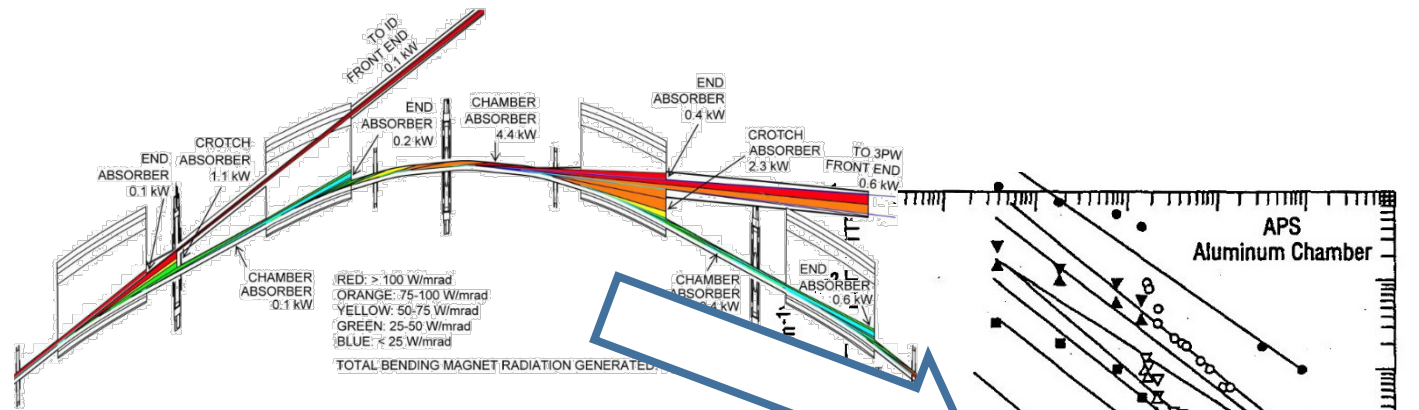 TO ID
FRONT END
0.1 kW
END
ABSORBER
0.1 kW
CROTCH
ABSORBER
1.1 kW
END
ABSORBER
0.2 kW
CHAMBER
ABSORBER
4.4 kW
END
ABSORBER
0.4 kW
CROTCH
ABSORBER
2.3 kW
TO 3PW
FRONT END
0.6 kW
CHAMBER
ABSORBER
0.1 kW
RED: > 100 W/mrad
ORANGE: 75-100 W/mrad
YELLOW: 50-75 W/mrad
GREEN: 25-50 W/mrad
BLUE: < 25 W/mrad
TOTAL BENDING MAGNET RADIATION GENERATED:
CHAMBER
ABSORBER
END
ABSORBER
0.6 kW
APS
Aluminum Chamber